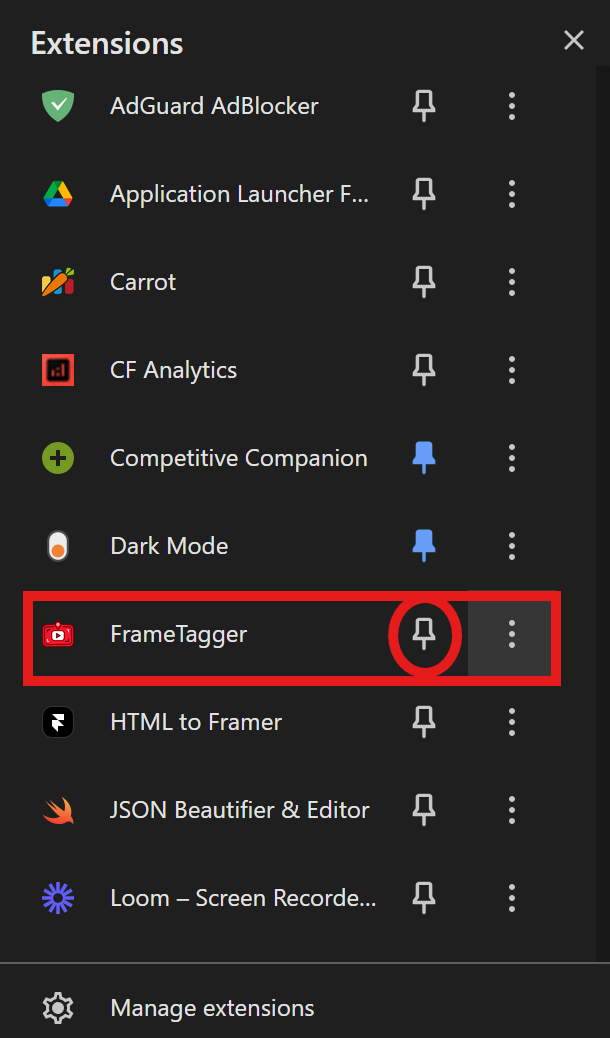 Extensions
AdGuard AdBlocker
Application Launcher F...
Carrot
CF Analytics
Competitive Companion
Dark Mode
FrameTagger
HTML to Framer
JSON Beautifier & Editor
Loom – Screen Recorde...
Manage extensions